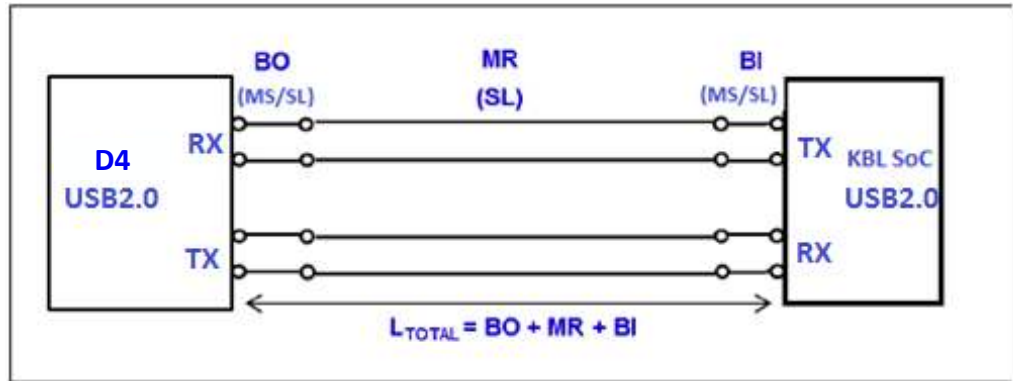 BO MR BI
(MS/SL) (SL) (MS/SL)
RX TX
D4 KBL SoC
USB2.0 USB2.0
TX RX
LTOTAL = BO + MR + BI